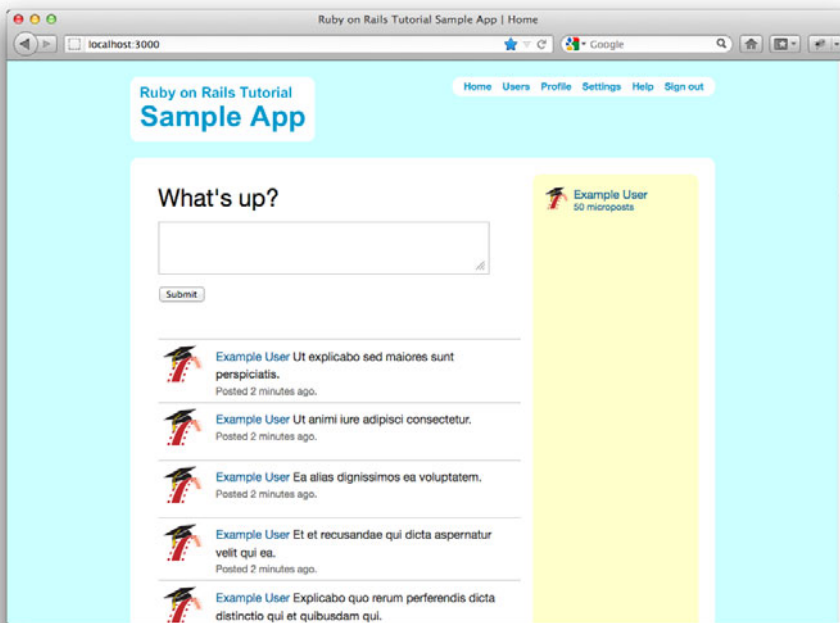 Ruby on Rails Tutorial Sample App | Home
localhost:3000
Google
Ruby on Rails Tutorial
Sample App
Home Users Profile Settings Help Sign out
What's up?
Submit
Example User
50 microposts
Example User Ut explicabo sed maiores sunt
perspiciatis.
Posted 2 minutes ago.
Example User Ut animi iure adipisci consectetur.
Posted 2 minutes ago.
Example User Ea alias dignissimos ea voluptatem.
Posted 2 minutes ago.
Example User Et et recusandae qui dicta aspernatur
velit qui ea.
Posted 2 minutes ago.
Example User Explicabo quo rerum perferendis dicta
distinctio qui et quibusdam qui.